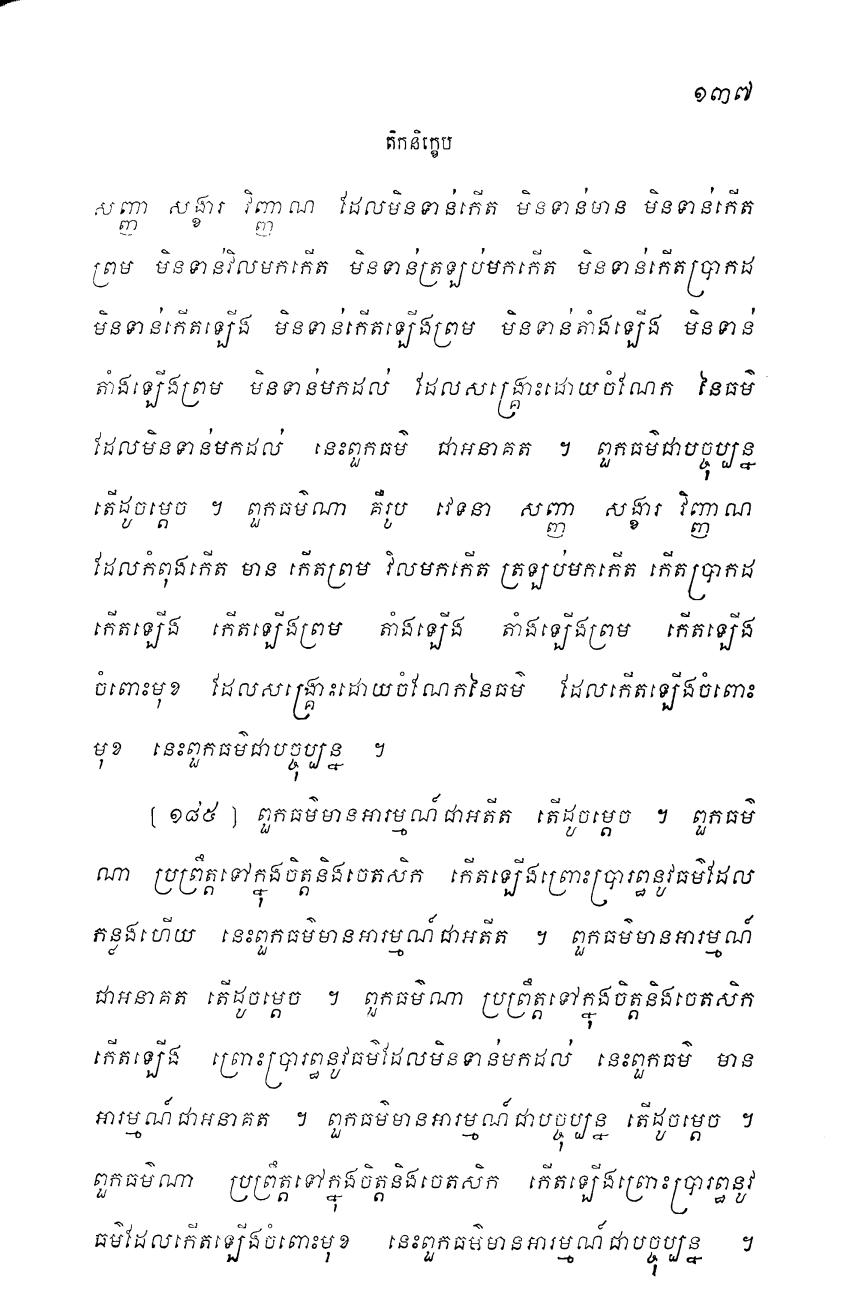 ១៣៧
តិកនិក្ខេប
សញ្ញា សង្ខារ វិញ្ញាណ ដែលមិនទាន់កើត មិនទាន់មាន មិនទាន់កើត
ព្រម មិនទាន់វិលមកកើត មិនទាន់ត្រឡប់មកកើត មិនទាន់កើតប្រាកដ
មិនទាន់កើតឡើង មិនទាន់កើតឡើងព្រម មិនទាន់តាំងឡើង មិនទាន់
តាំងឡើងព្រម មិនទាន់មកដល់ ដែលសង្គ្រោះដោយចំណែក នៃធម៌
ដែលមិនទាន់មកដល់ នេះពួកធម៌ ជាអនាគត ។ ពួកធម៌ជាបច្ចុប្បន្ន
តើដូចម្តេច ។ ពួកធម៌ណា គឺរូប វេទនា សញ្ញា សង្ខារ វិញ្ញាណ
ដែលកំពុងកើត មាន កើតព្រម វិលមកកើត ត្រឡប់មកកើត កើតប្រាកដ
កើតឡើង កើតឡើងព្រម តាំងឡើង តាំងឡើងព្រម កើតឡើង
ចំពោះមុខ ដែលសង្គ្រោះដោយចំណែកនៃធម៌ ដែលកើតឡើងចំពោះ
មុខ នេះពួកធម៌ជាបច្ចុប្បន្ន ។
[ ១៨៥ ] ពួកធម៌មានអារម្មណ៍ជាអតីត តើដូចម្តេច ។ ពួកធម៌
ណា ប្រព្រឹត្តទៅក្នុងចិត្តនិងចេតសិក កើតឡើងព្រោះប្រារព្ធនូវធម៌ដែល
កន្លងហើយ នេះពួកធម៌មានអារម្មណ៍ជាអតីត ។ ពួកធម៌មានអារម្មណ៍
ជាអនាគត តើដូចម្តេច ។ ពួកធម៌ណា ប្រព្រឹត្តទៅក្នុងចិត្តនិងចេតសិក
កើតឡើង ព្រោះប្រារព្ធនូវធម៌ដែលមិនទាន់មកដល់ នេះពួកធម៌ មាន
អារម្មណ៍ជាអនាគត ។ ពួកធម៌មានអារម្មណ៍ជាបច្ចុប្បន្ន តើដូចម្តេច ។
ពួកធម៌ណា ប្រព្រឹត្តទៅក្នុងចិត្តនិងចេតសិក កើតឡើងព្រោះប្រារព្ធនូវ
ធម៌ដែលកើតឡើងចំពោះមុខ នេះពួកធម៌មានអារម្មណ៍ជាបច្ចុប្បន្ន ។